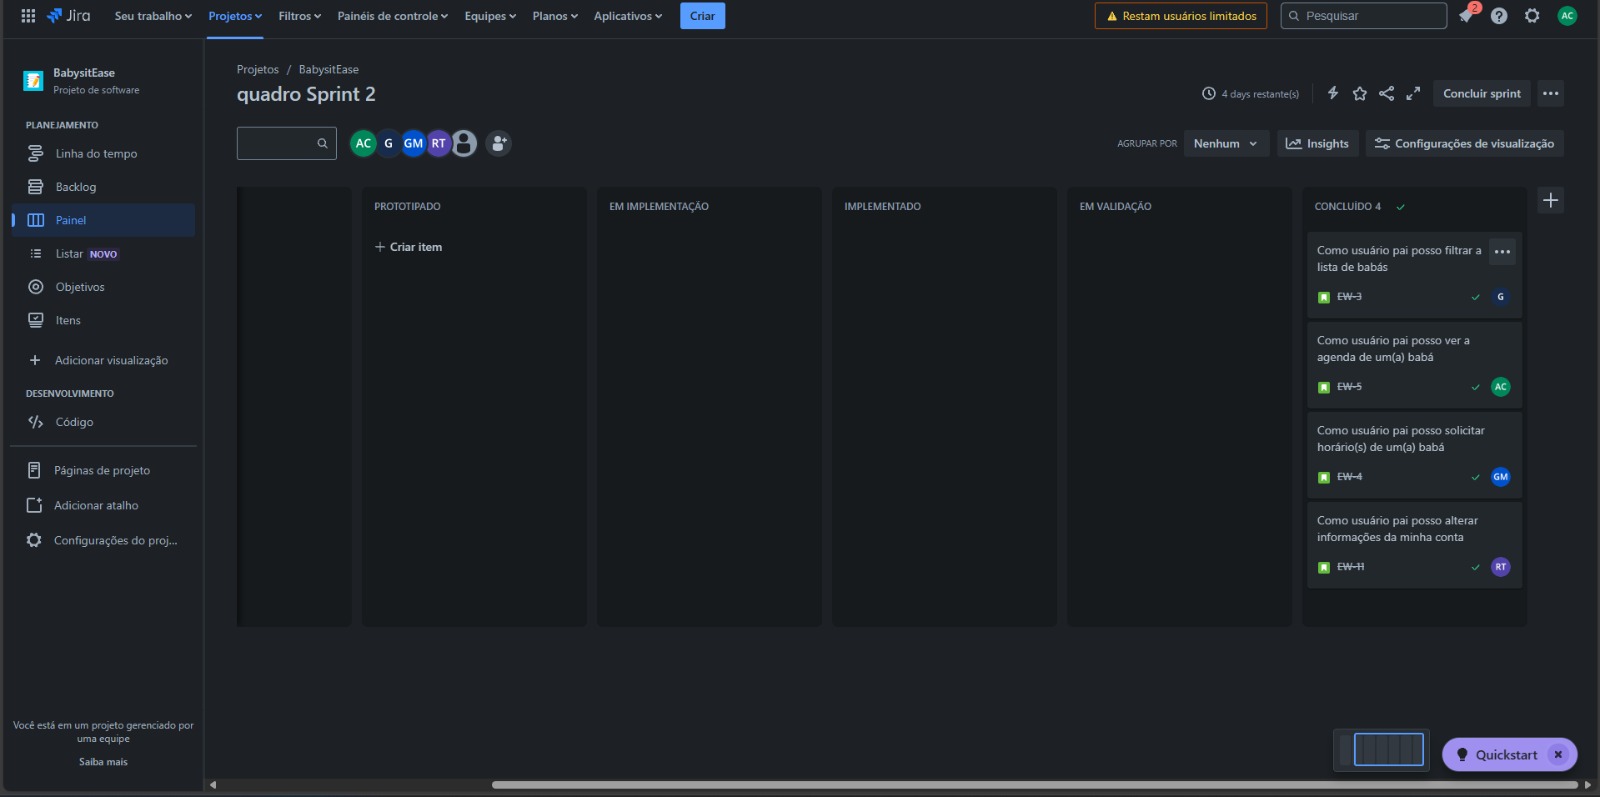 Jira
Seu trabalho
Projetos
Filtros
Painéis de controle
Equipes
Planos
Aplicativos
Criar
Restam usuários limitados
Pesquisar
2
AC
BabysitEase
Projeto de software
PLANEJAMENTO
Linha do tempo
Backlog
Painel
Listar NOVO
Objetivos
Itens
Adicionar visualização
DESENVOLVIMENTO
Código
Páginas de projeto
Adicionar atalho
Configurações do proj...
Você está em um projeto gerenciado por
uma equipe
Saiba mais
Projetos / BabysitEase
quadro Sprint 2
4 days restante(s)
Concluir sprint
AC G GM RT
AGRUPAR POR
Nenhum
Insights
Configurações de visualização
PROTOTIPADO
Criar item
EM IMPLEMENTAÇÃO
IMPLEMENTADO
EM VALIDAÇÃO
CONCLUÍDO 4
Como usuário pai posso filtrar a
lista de babás
EW-3
G
Como usuário pai posso ver a
agenda de um(a) babá
EW-5
AC
Como usuário pai posso solicitar
horário(s) de um(a) babá
EW-4
GM
Como usuário pai posso alterar
informações da minha conta
EW-11
RT
Quickstart